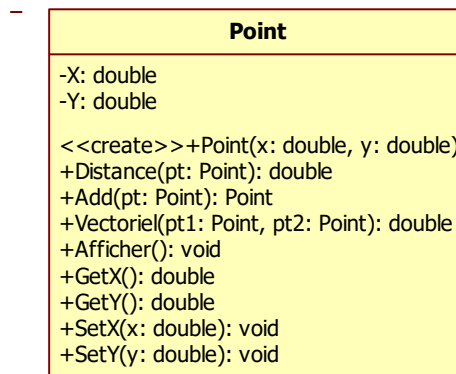 Point
-X: double
-Y: double
<<create>>+Point(x: double, y: double)
+Distance(pt: Point): double
+Add(pt: Point): Point
+Vectoriel(pt1: Point, pt2: Point): double
+Afficher(): void
+GetX(): double
+GetY(): double
+SetX(x: double): void
+SetY(y: double): void